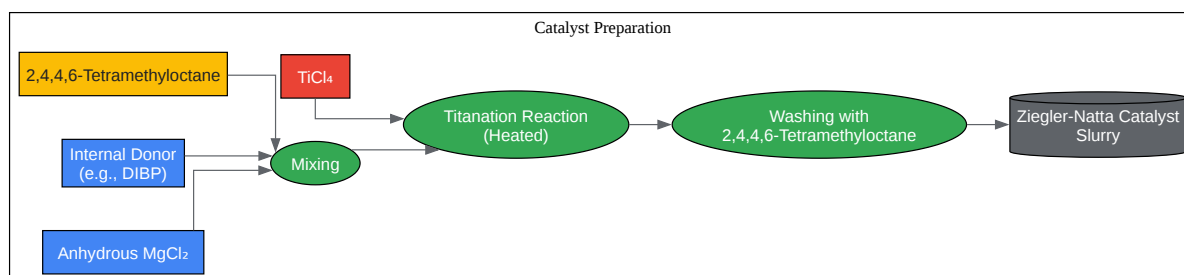 Catalyst Preparation
2,4,4,6-Tetramethyloctane
TiCl₄
Internal Donor
(e.g., DIBP)
Mixing
Anhydrous MgCl₂
Titanation Reaction
(Heated)
Washing with
2,4,4,6-Tetramethyloctane
Ziegler-Natta Catalyst
Slurry